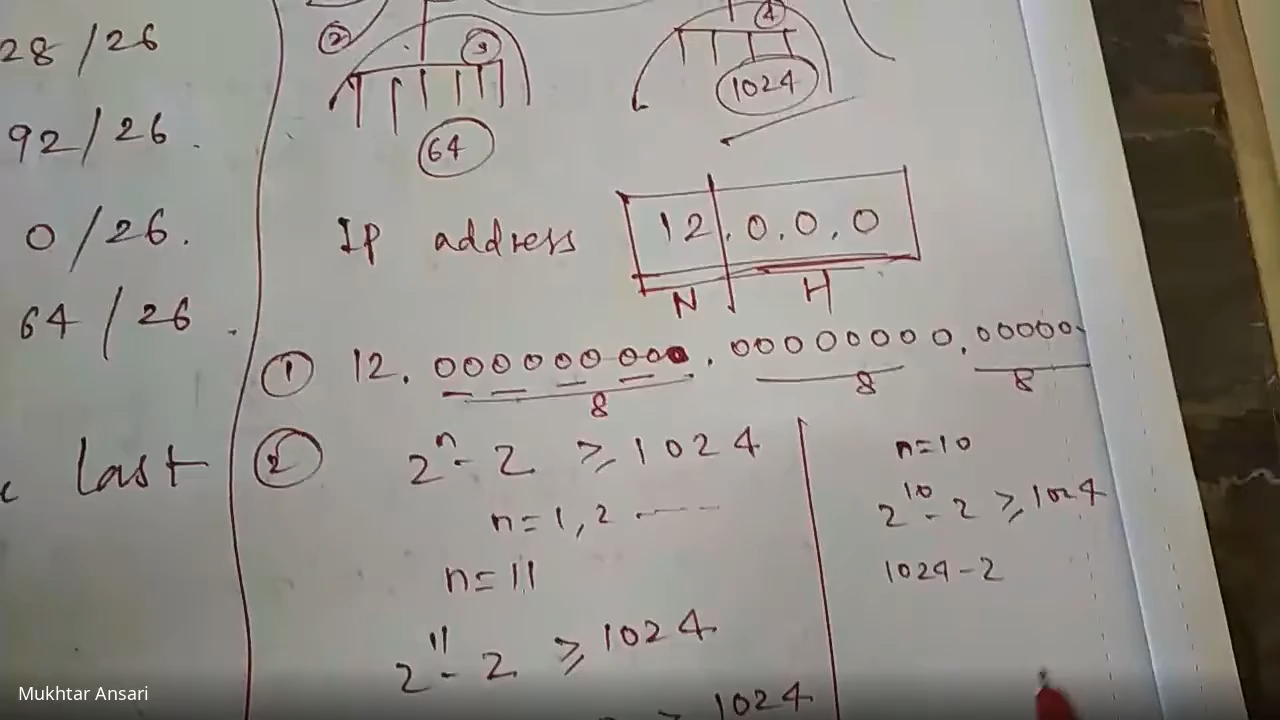 28/26
92/26.
0/26.
64/26.
last
2
3
64
4
1024
Ip address 12.0.0.0
N H
1 12.00000000.00000000.00000
8 8 8
2 2ⁿ-2 ≥1024
n=1,2 -----
n=11
2¹¹-2 ≥1024
1024
n=10
2¹⁰-2 ≥1024
1024-2
Mukhtar Ansari